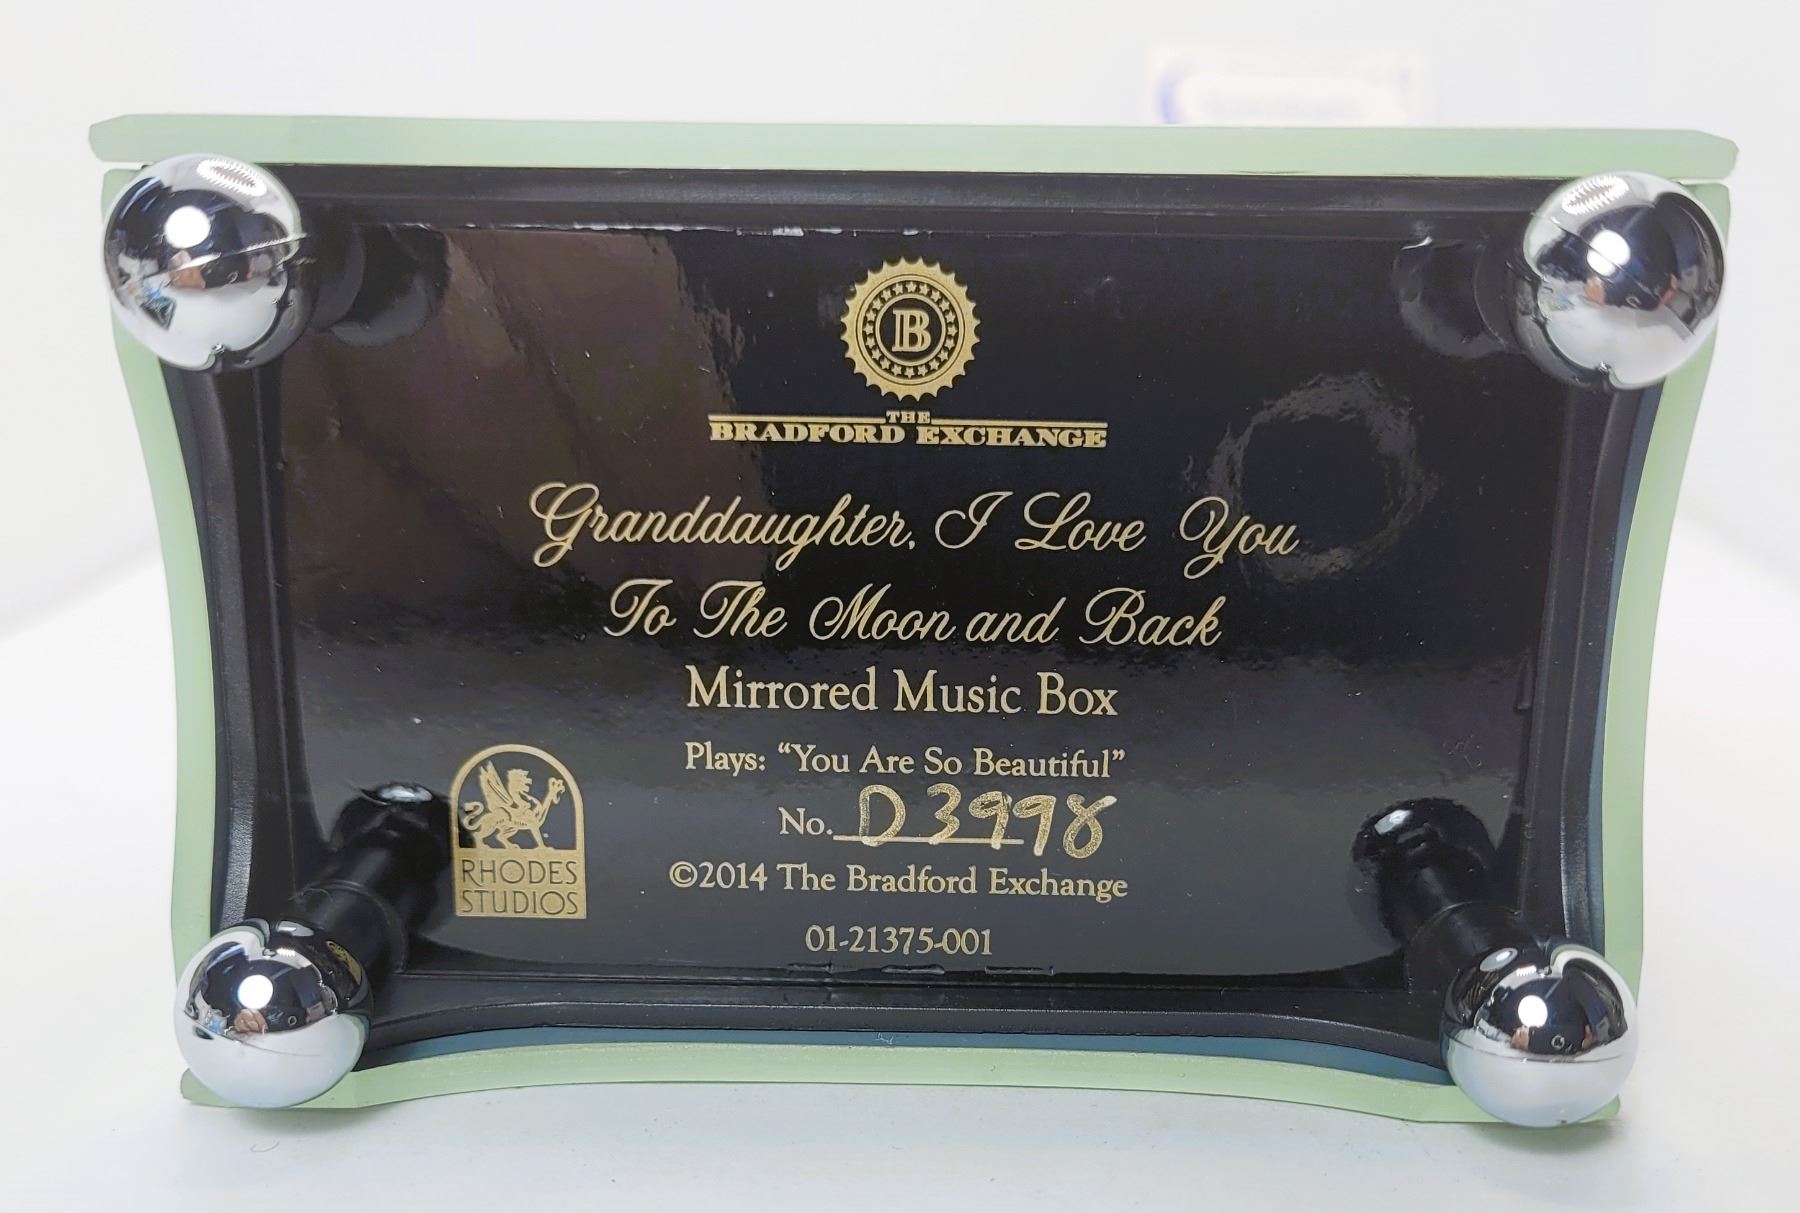 B
THE
BRADFORD EXCHANGE
Granddaughter, I Love You
To The Moon and Back
Mirrored Music Box
Plays: “You Are So Beautiful”
No. D3998
©2014 The Bradford Exchange
01-21375-001
RHODES
STUDIOS